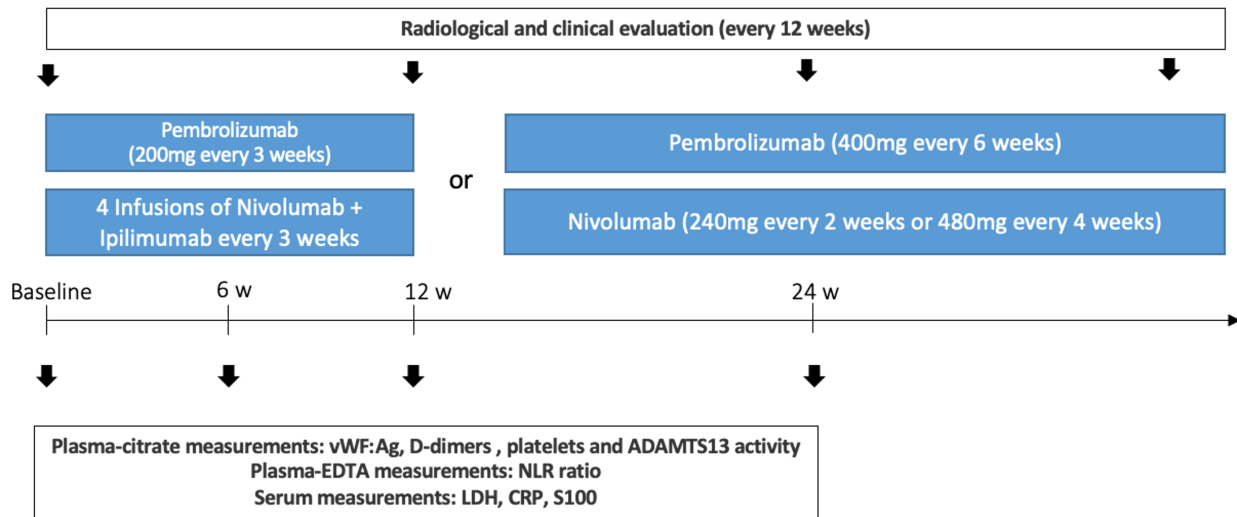 Radiological and clinical evaluation (every 12 weeks)
Pembrolizumab
(200mg every 3 weeks)
4 Infusions of Nivolumab +
Ipilimumab every 3 weeks
or
Pembrolizumab (400mg every 6 weeks)
Nivolumab (240mg every 2 weeks or 480mg every 4 weeks)
Baseline
6 w
12 w
24 w
Plasma-citrate measurements: vWF:Ag, D-dimers , platelets and ADAMTS13 activity
Plasma-EDTA measurements: NLR ratio
Serum measurements: LDH, CRP, S100